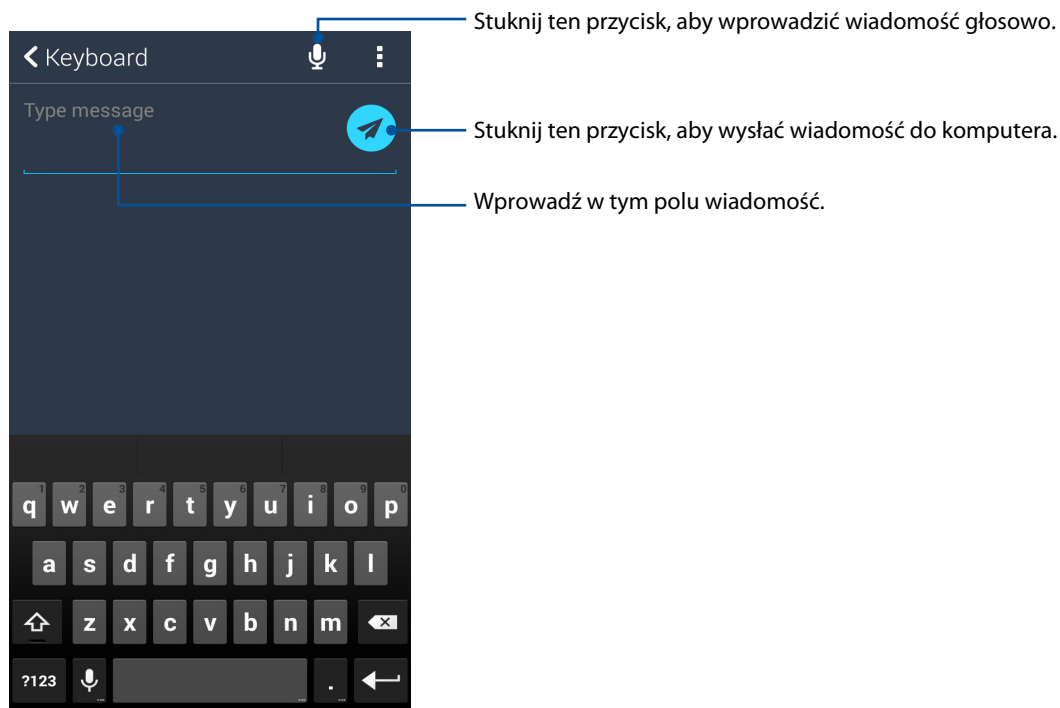 Stuknij ten przycisk, aby wprowadzić wiadomość głosowo.
Keyboard
Type message
Stuknij ten przycisk, aby wysłać wiadomość do komputera.
Wprowadź w tym polu wiadomość.
1 2 3 4 5 6 7 8 9 0
q w e r t y u i o p
a s d f g h j k l
z x c v b n m
?123 ... ... . ...